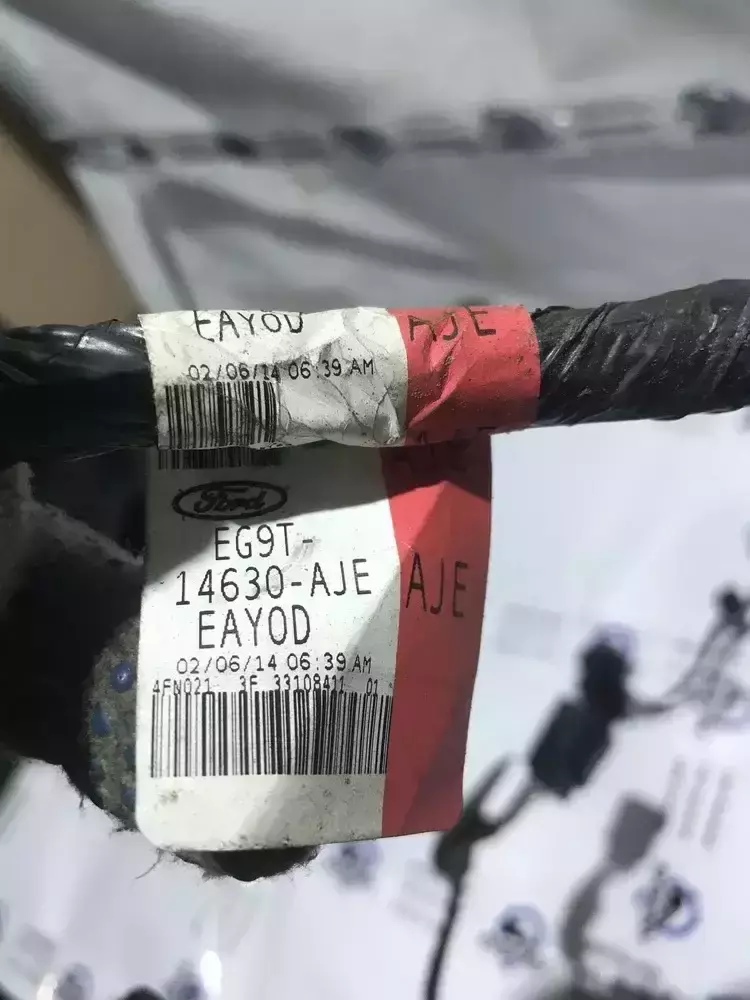 EAYOD AJE
02/06/14 06:39 AM
Ford
EG9T-
14630-AJE AJE
EAYOD
02/06/14 06:39 AM
4FN021 3F 33108411 01